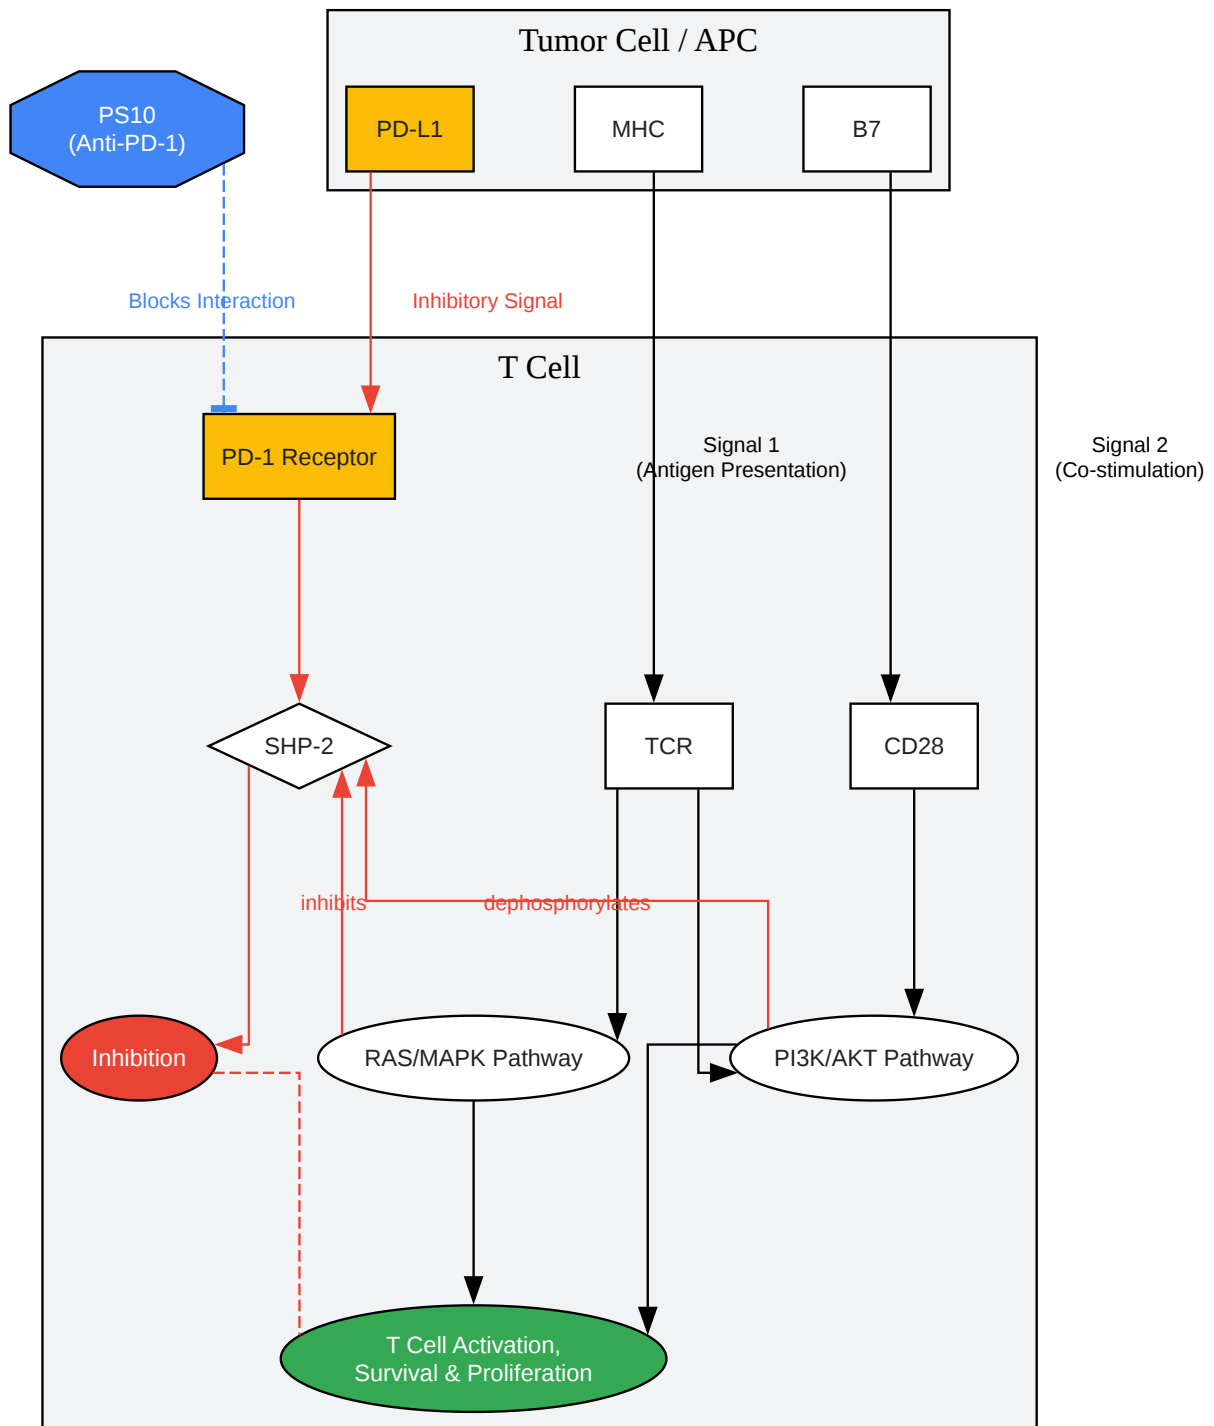 Tumor Cell / APC
PS10
(Anti-PD-1)
PD-L1
MHC
B7
Blocks Interaction
Inhibitory Signal
T Cell
PD-1 Receptor
Signal 1
(Antigen Presentation)
Signal 2
(Co-stimulation)
SHP-2
TCR
CD28
inhibits
dephosphorylates
Inhibition
RAS/MAPK Pathway
PI3K/AKT Pathway
T Cell Activation,
Survival & Proliferation